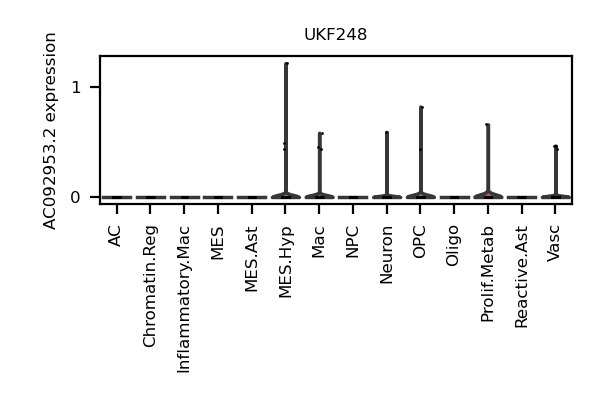 UKF248
AC092953.2 expression
1
0
AC
Chromatin.Reg
Inflammatory.Mac
MES
MES.Ast
MES.Hyp
Mac
NPC
Neuron
OPC
Oligo
Prolif.Metab
Reactive.Ast
Vasc